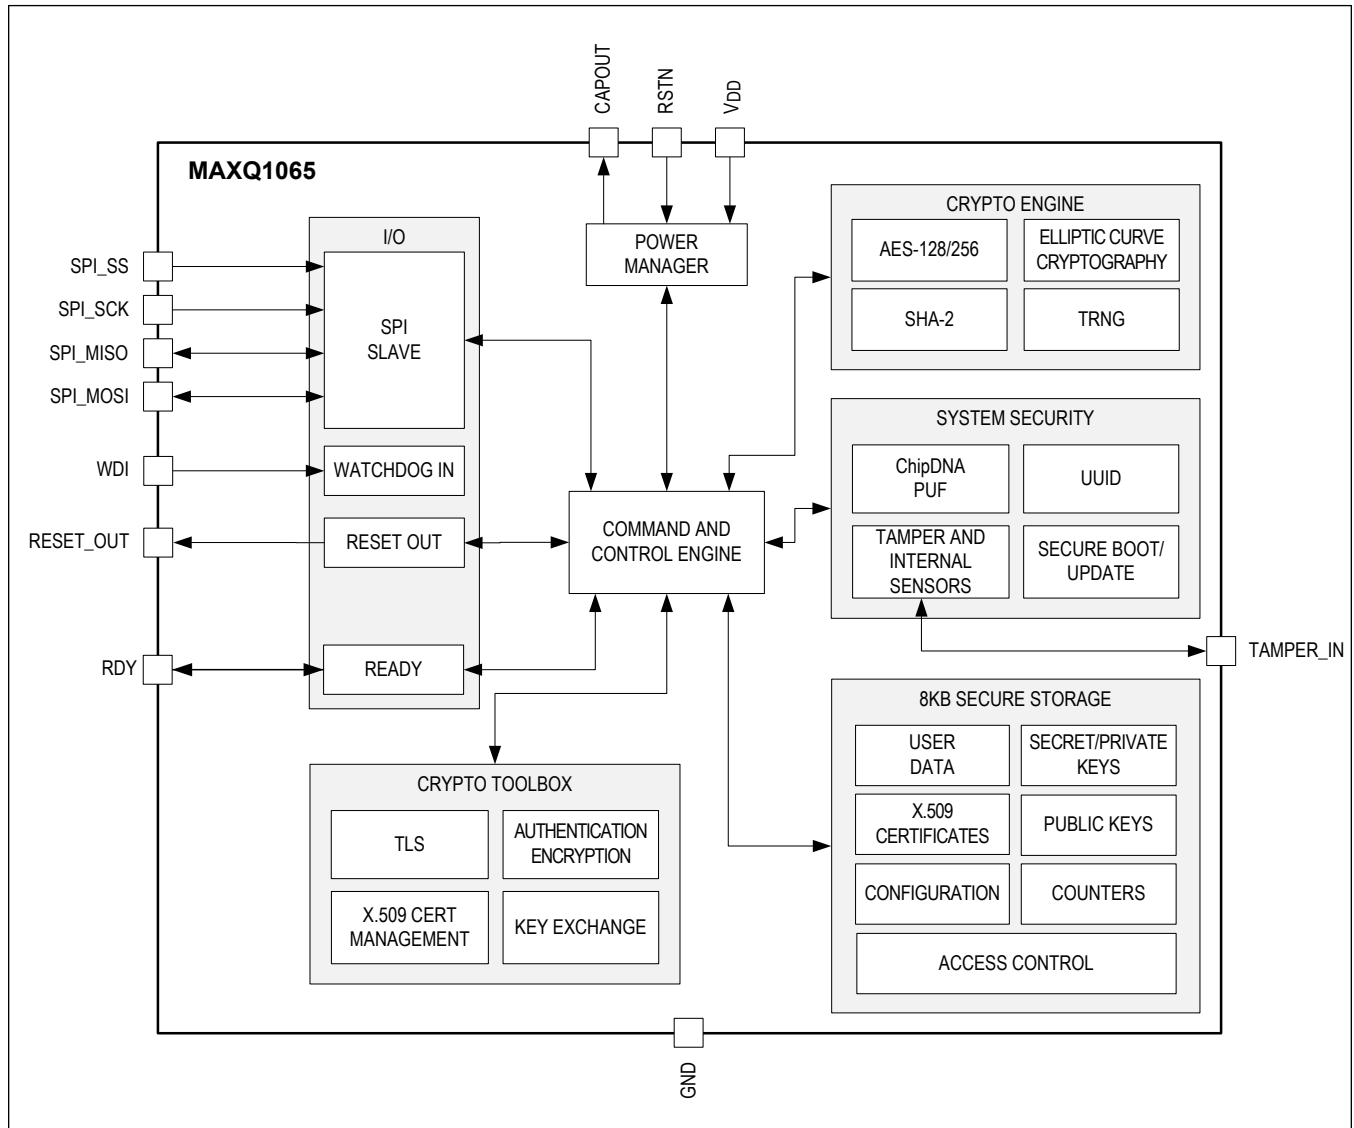 CAPOUT
RSTN
VDD
MAXQ1065
I/O
SPI_SS
SPI_SCK
SPI_MISO
SPI_MOSI
WDI
RESET_OUT
RDY
SPI
SLAVE
WATCHDOG IN
RESET OUT
READY
POWER
MANAGER
COMMAND AND
CONTROL ENGINE
CRYPTO ENGINE
AES-128/256
ELLIPTIC CURVE
CRYPTOGRAPHY
SHA-2
TRNG
SYSTEM SECURITY
ChipDNA
PUF
UUID
TAMPER AND
INTERNAL
SENSORS
SECURE BOOT/
UPDATE
TAMPER_IN
8KB SECURE STORAGE
USER
DATA
SECRET/PRIVATE
KEYS
X.509
CERTIFICATES
PUBLIC KEYS
CONFIGURATION
COUNTERS
ACCESS CONTROL
CRYPTO TOOLBOX
TLS
AUTHENTICATION
ENCRYPTION
X.509 CERT
MANAGEMENT
KEY EXCHANGE
GND